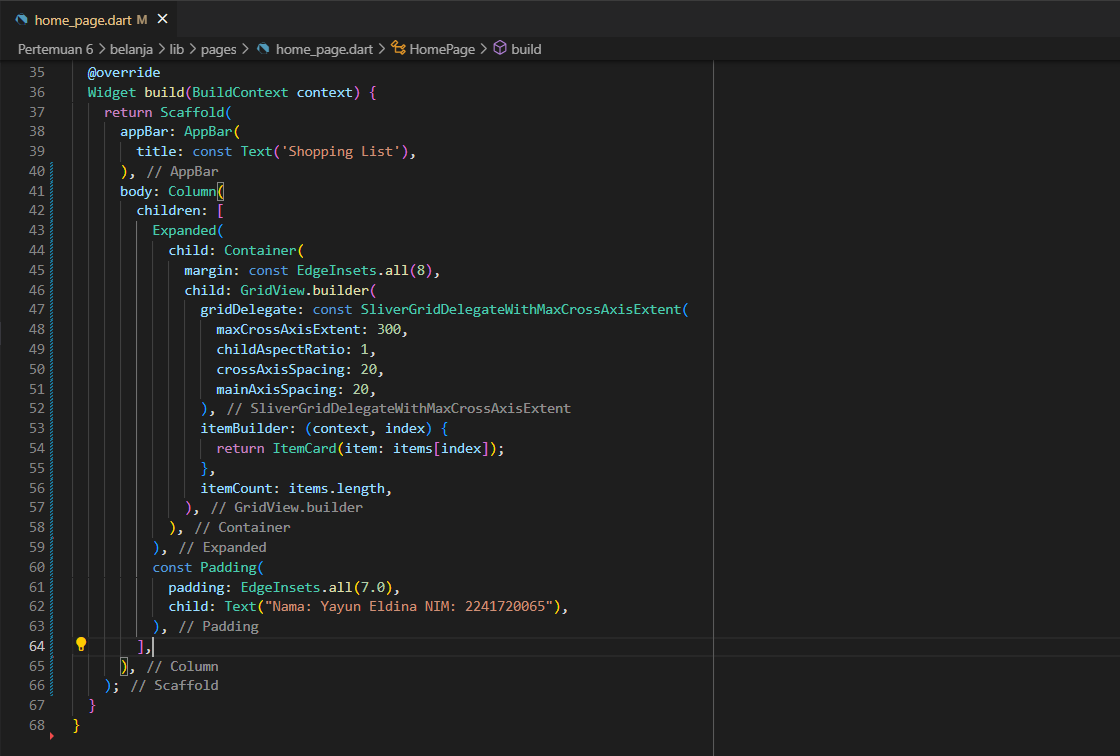 home_page.dart M
Pertemuan 6 > belanja > lib > pages > home_page.dart > HomePage > build
35   @override
36   Widget build(BuildContext context) {
37     return Scaffold(
38       appBar: AppBar(
39         title: const Text('Shopping List'),
40       ), // AppBar
41       body: Column(
42         children: [
43           Expanded(
44             child: Container(
45               margin: const EdgeInsets.all(8),
46               child: GridView.builder(
47                 gridDelegate: const SliverGridDelegateWithMaxCrossAxisExtent(
48                   maxCrossAxisExtent: 300,
49                   childAspectRatio: 1,
50                   crossAxisSpacing: 20,
51                   mainAxisSpacing: 20,
52                 ), // SliverGridDelegateWithMaxCrossAxisExtent
53                 itemBuilder: (context, index) {
54                   return ItemCard(item: items[index]);
55                 },
56                 itemCount: items.length,
57               ), // GridView.builder
58             ), // Container
59           ), // Expanded
60           const Padding(
61             padding: EdgeInsets.all(7.0),
62             child: Text("Nama: Yayun Eldina NIM: 2241720065"),
63           ), // Padding
64         ],
65       ), // Column
66     ); // Scaffold
67   }
68 }